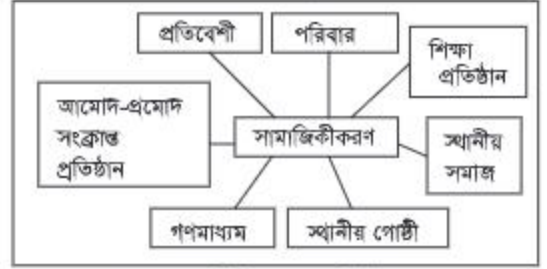 প্রতিবেশী
পরিবার
শিক্ষা
প্রতিষ্ঠান
আমোদ-প্রমোদ
সংক্রান্ত
প্রতিষ্ঠান
সামাজিকীকরণ
স্থানীয়
সমাজ
গণমাধ্যম
স্থানীয় গোষ্ঠী